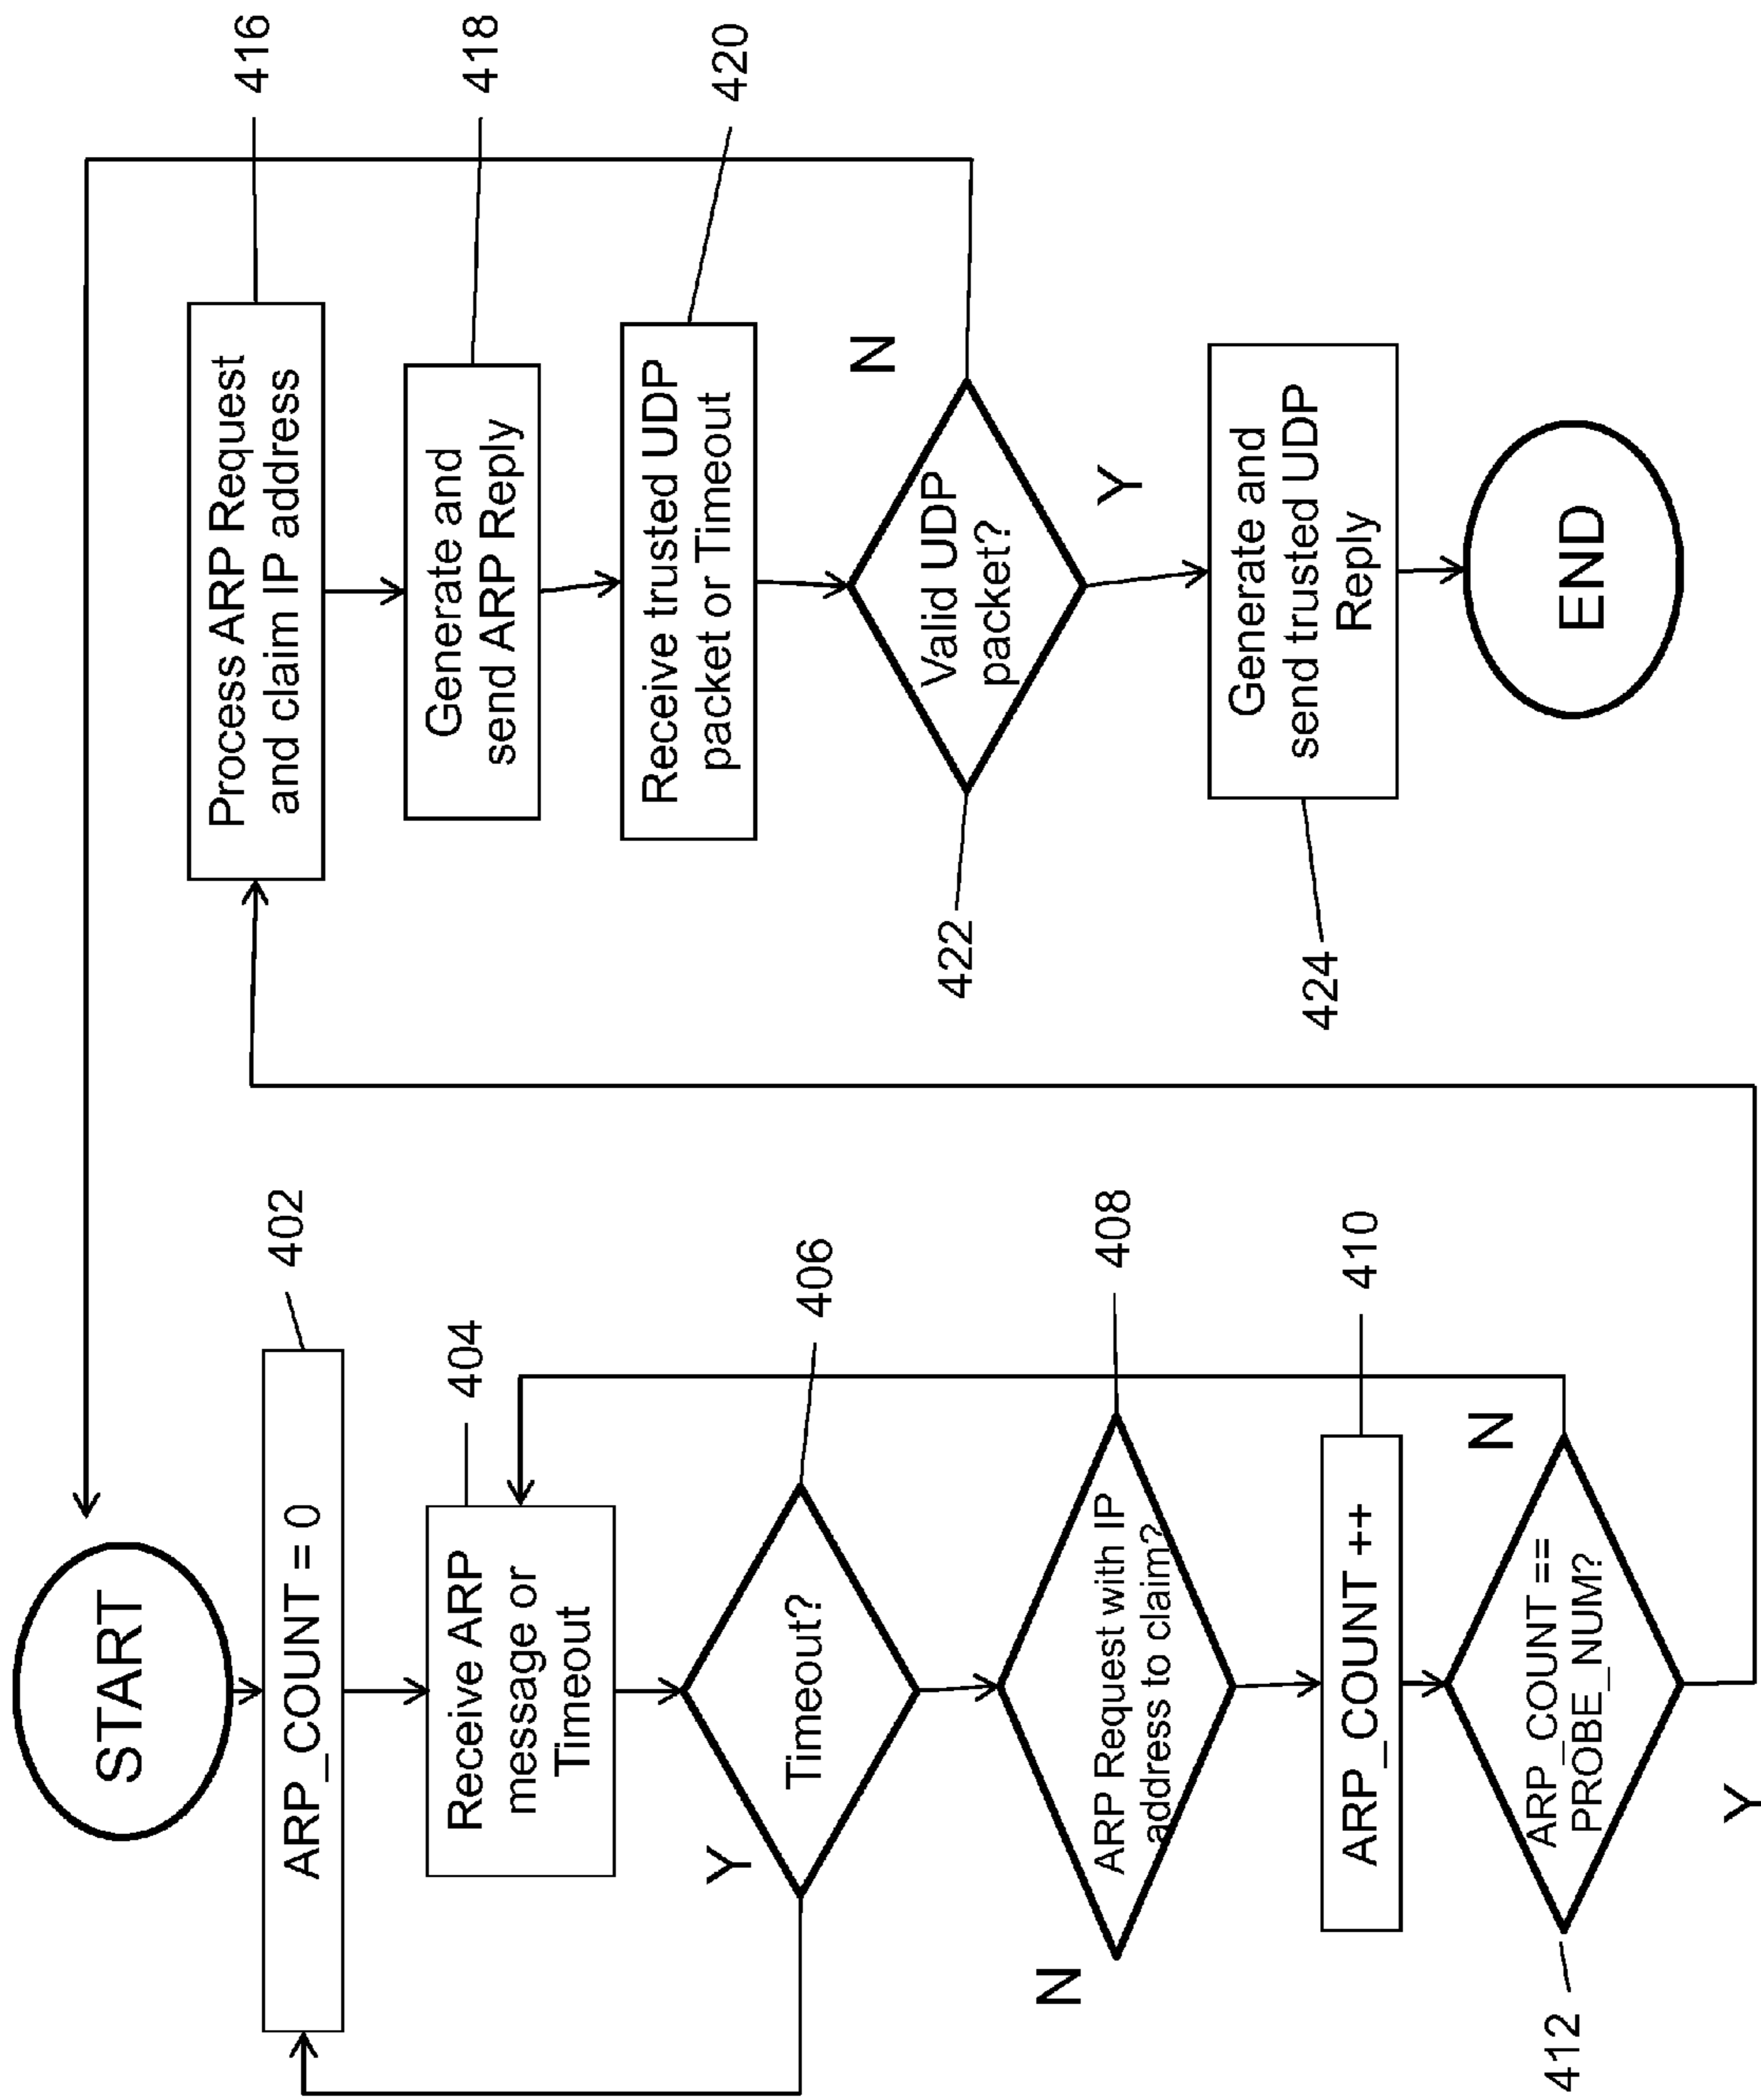 START
ARP_COUNT = 0
402
Receive ARP
message or
Timeout
404
Timeout?
406
Y
ARP Request with IP
address to claim?
408
N
ARP_COUNT ++
410
ARP_COUNT ==
PROBE_NUM?
412
N
Y
Process ARP Request
and claim IP address
416
Generate and
send ARP Reply
418
Receive trusted UDP
packet or Timeout
420
Valid UDP
packet?
422
N
Y
Generate and
send trusted UDP
Reply
424
END